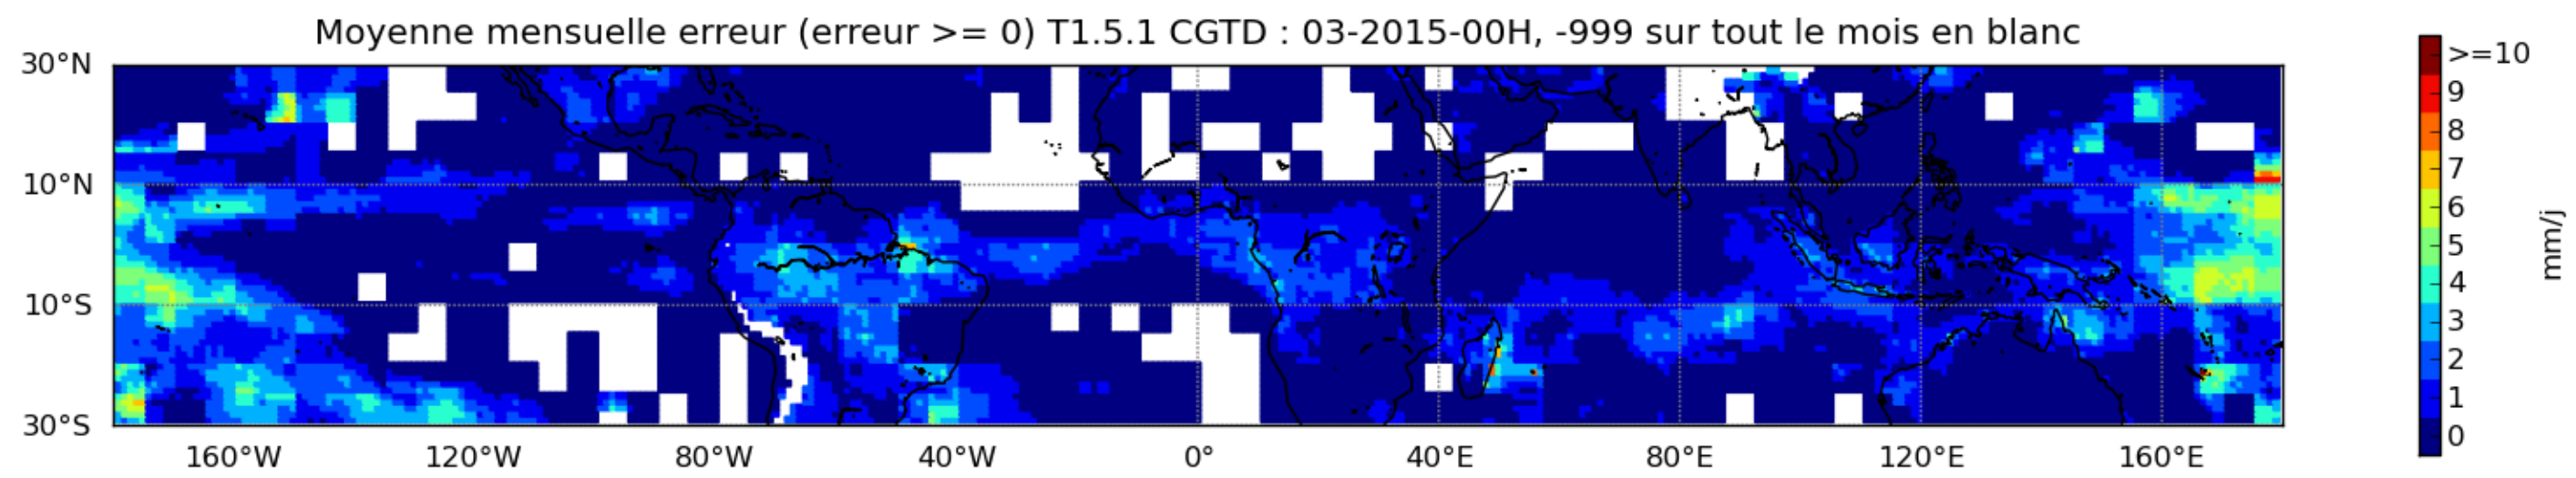 Moyenne mensuelle erreur (erreur >= 0) T1.5.1 CGTD : 03-2015-00H, -999 sur tout le mois en blanc
30°N
10°N
10°S
30°S
160°W 120°W 80°W 40°W 0° 40°E 80°E 120°E 160°E
>=10
9
8
7
6
5
4
3
2
1
0
mm/j